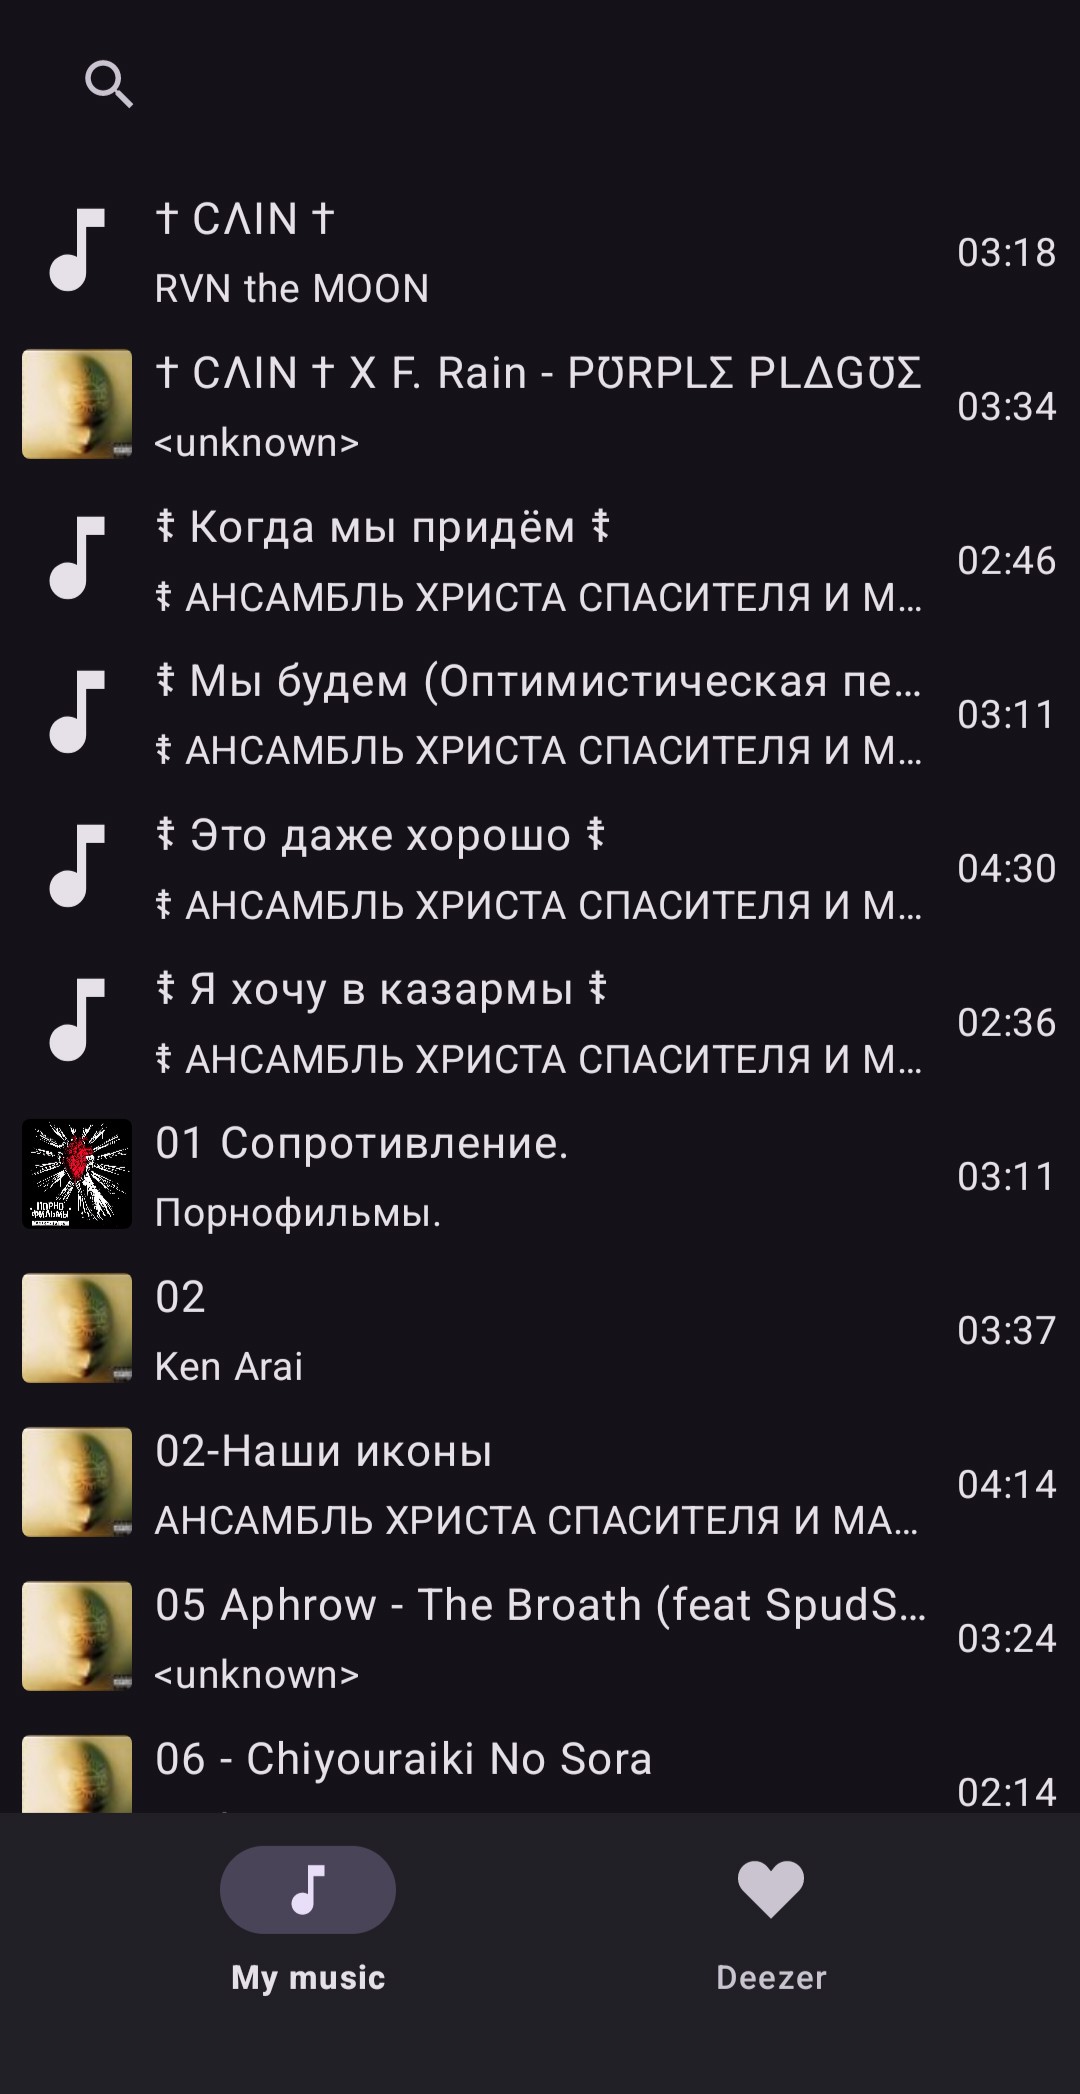 † CΛIN †
RVN the MOON
03:18
† CΛIN † X F. Rain - PƱRPLΣ PLΔGƱΣ
<unknown>
03:34
☦ Когда мы придём ☦
☦ АНСАМБЛЬ ХРИСТА СПАСИТЕЛЯ И М...
02:46
☦ Мы будем (Оптимистическая пе...
☦ АНСАМБЛЬ ХРИСТА СПАСИТЕЛЯ И М...
03:11
☦ Это даже хорошо ☦
☦ АНСАМБЛЬ ХРИСТА СПАСИТЕЛЯ И М...
04:30
☦ Я хочу в казармы ☦
☦ АНСАМБЛЬ ХРИСТА СПАСИТЕЛЯ И М...
02:36
ПОРНО
ФИЛЬМЫ
01 Сопротивление.
Порнофильмы.
03:11
02
Ken Arai
03:37
02-Наши иконы
АНСАМБЛЬ ХРИСТА СПАСИТЕЛЯ И МА...
04:14
05 Aphrow - The Broath (feat SpudS...
<unknown>
03:24
06 - Chiyouraiki No Sora
02:14
My music
Deezer